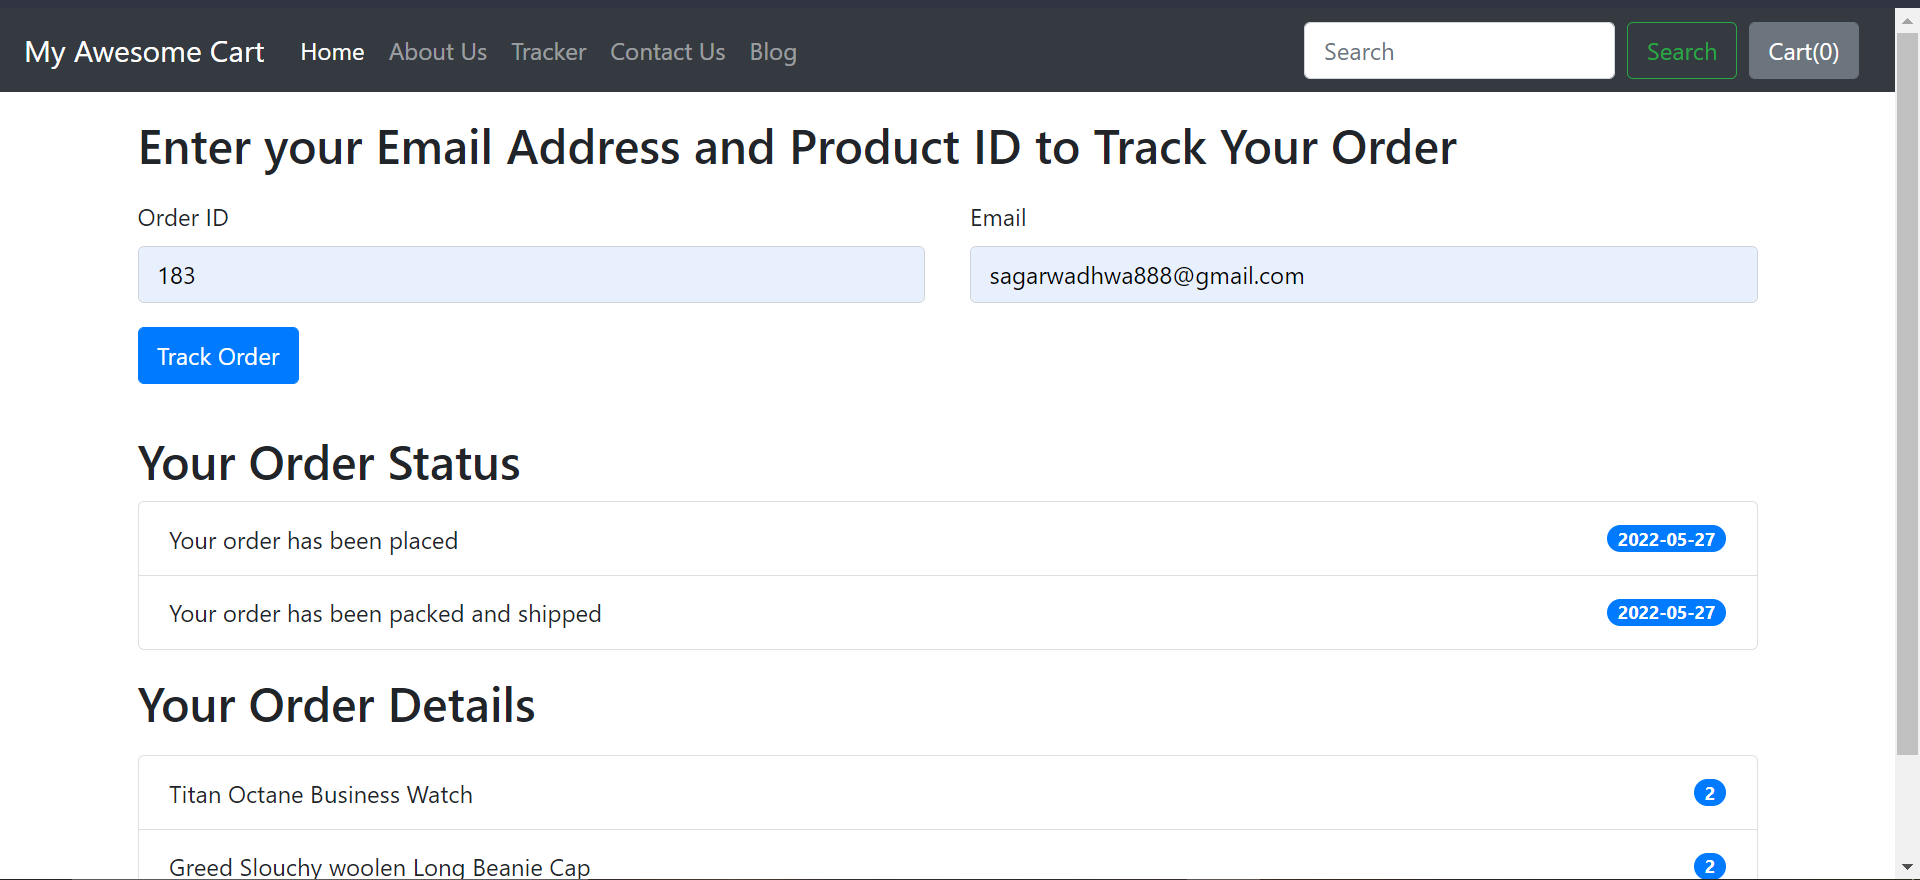 My Awesome Cart Home About Us Tracker Contact Us Blog Search Search Cart(0)
Enter your Email Address and Product ID to Track Your Order
Order ID Email
183 sagarwadhwa888@gmail.com
Track Order
Your Order Status
Your order has been placed 2022-05-27
Your order has been packed and shipped 2022-05-27
Your Order Details
Titan Octane Business Watch 2
Greed Slouchy woolen Long Beanie Cap 2